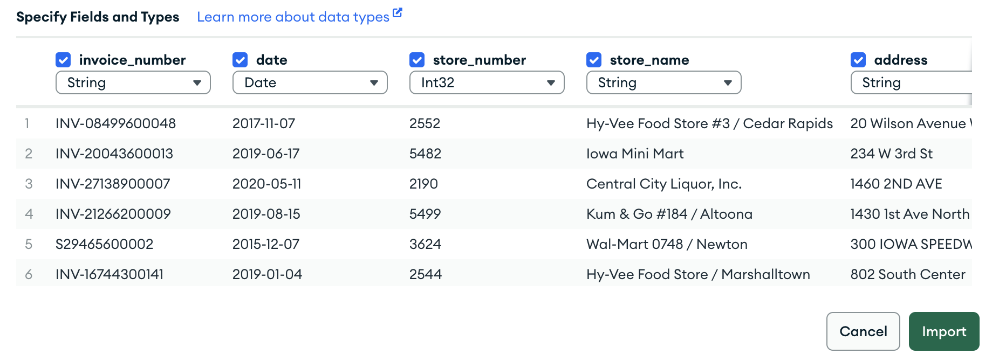 Specify Fields and Types Learn more about data types
invoice_number date store_number store_name address
String Date Int32 String String
1 INV-08499600048 2017-11-07 2552 Hy-Vee Food Store #3 / Cedar Rapids 20 Wilson Avenue
2 INV-20043600013 2019-06-17 5482 Iowa Mini Mart 234 W 3rd St
3 INV-27138900007 2020-05-11 2190 Central City Liquor, Inc. 1460 2ND AVE
4 INV-21266200009 2019-08-15 5499 Kum & Go #184 / Altoona 1430 1st Ave North
5 S29465600002 2015-12-07 3624 Wal-Mart 0748 / Newton 300 IOWA
6 INV-16744300141 2019-01-04 2544 Hy-Vee Food Store / Marshalltown 802 South Center
Cancel Import